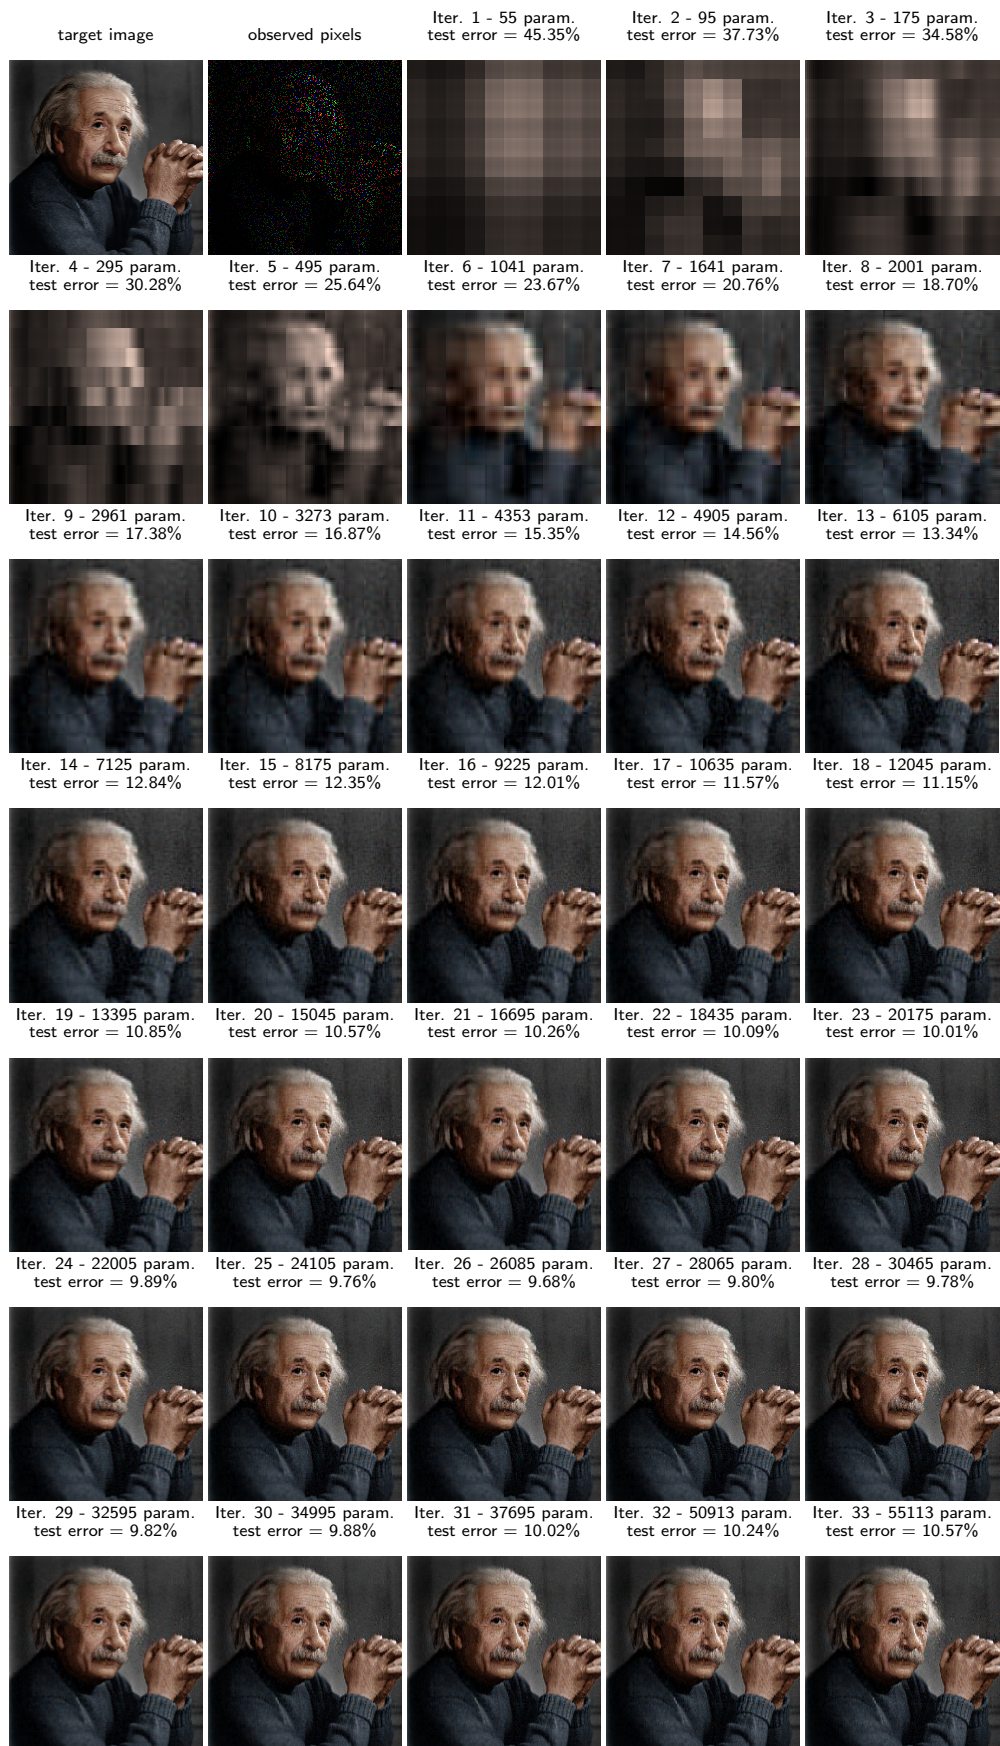 target image
observed pixels
Iter. 1 - 55 param.
test error = 45.35%
Iter. 2 - 95 param.
test error = 37.73%
Iter. 3 - 175 param.
test error = 34.58%
Iter. 4 - 295 param.
test error = 30.28%
Iter. 5 - 495 param.
test error = 25.64%
Iter. 6 - 1041 param.
test error = 23.67%
Iter. 7 - 1641 param.
test error = 20.76%
Iter. 8 - 2001 param.
test error = 18.70%
Iter. 9 - 2961 param.
test error = 17.38%
Iter. 10 - 3273 param.
test error = 16.87%
Iter. 11 - 4353 param.
test error = 15.35%
Iter. 12 - 4905 param.
test error = 14.56%
Iter. 13 - 6105 param.
test error = 13.34%
Iter. 14 - 7125 param.
test error = 12.84%
Iter. 15 - 8175 param.
test error = 12.35%
Iter. 16 - 9225 param.
test error = 12.01%
Iter. 17 - 10635 param.
test error = 11.57%
Iter. 18 - 12045 param.
test error = 11.15%
Iter. 19 - 13395 param.
test error = 10.85%
Iter. 20 - 15045 param.
test error = 10.57%
Iter. 21 - 16695 param.
test error = 10.26%
Iter. 22 - 18435 param.
test error = 10.09%
Iter. 23 - 20175 param.
test error = 10.01%
Iter. 24 - 22005 param.
test error = 9.89%
Iter. 25 - 24105 param.
test error = 9.76%
Iter. 26 - 26085 param.
test error = 9.68%
Iter. 27 - 28065 param.
test error = 9.80%
Iter. 28 - 30465 param.
test error = 9.78%
Iter. 29 - 32595 param.
test error = 9.82%
Iter. 30 - 34995 param.
test error = 9.88%
Iter. 31 - 37695 param.
test error = 10.02%
Iter. 32 - 50913 param.
test error = 10.24%
Iter. 33 - 55113 param.
test error = 10.57%